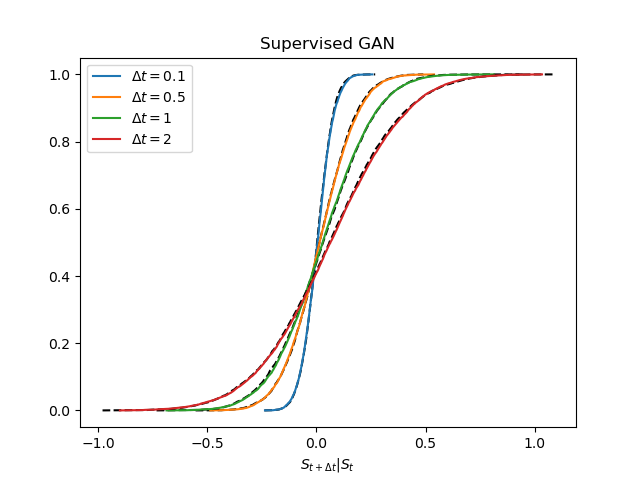 Supervised GAN
Δt = 0.1
Δt = 0.5
Δt = 1
Δt = 2
1.0
0.8
0.6
0.4
0.2
0.0
−1.0 −0.5 0.0 0.5 1.0
S_{t+Δt}|S_t